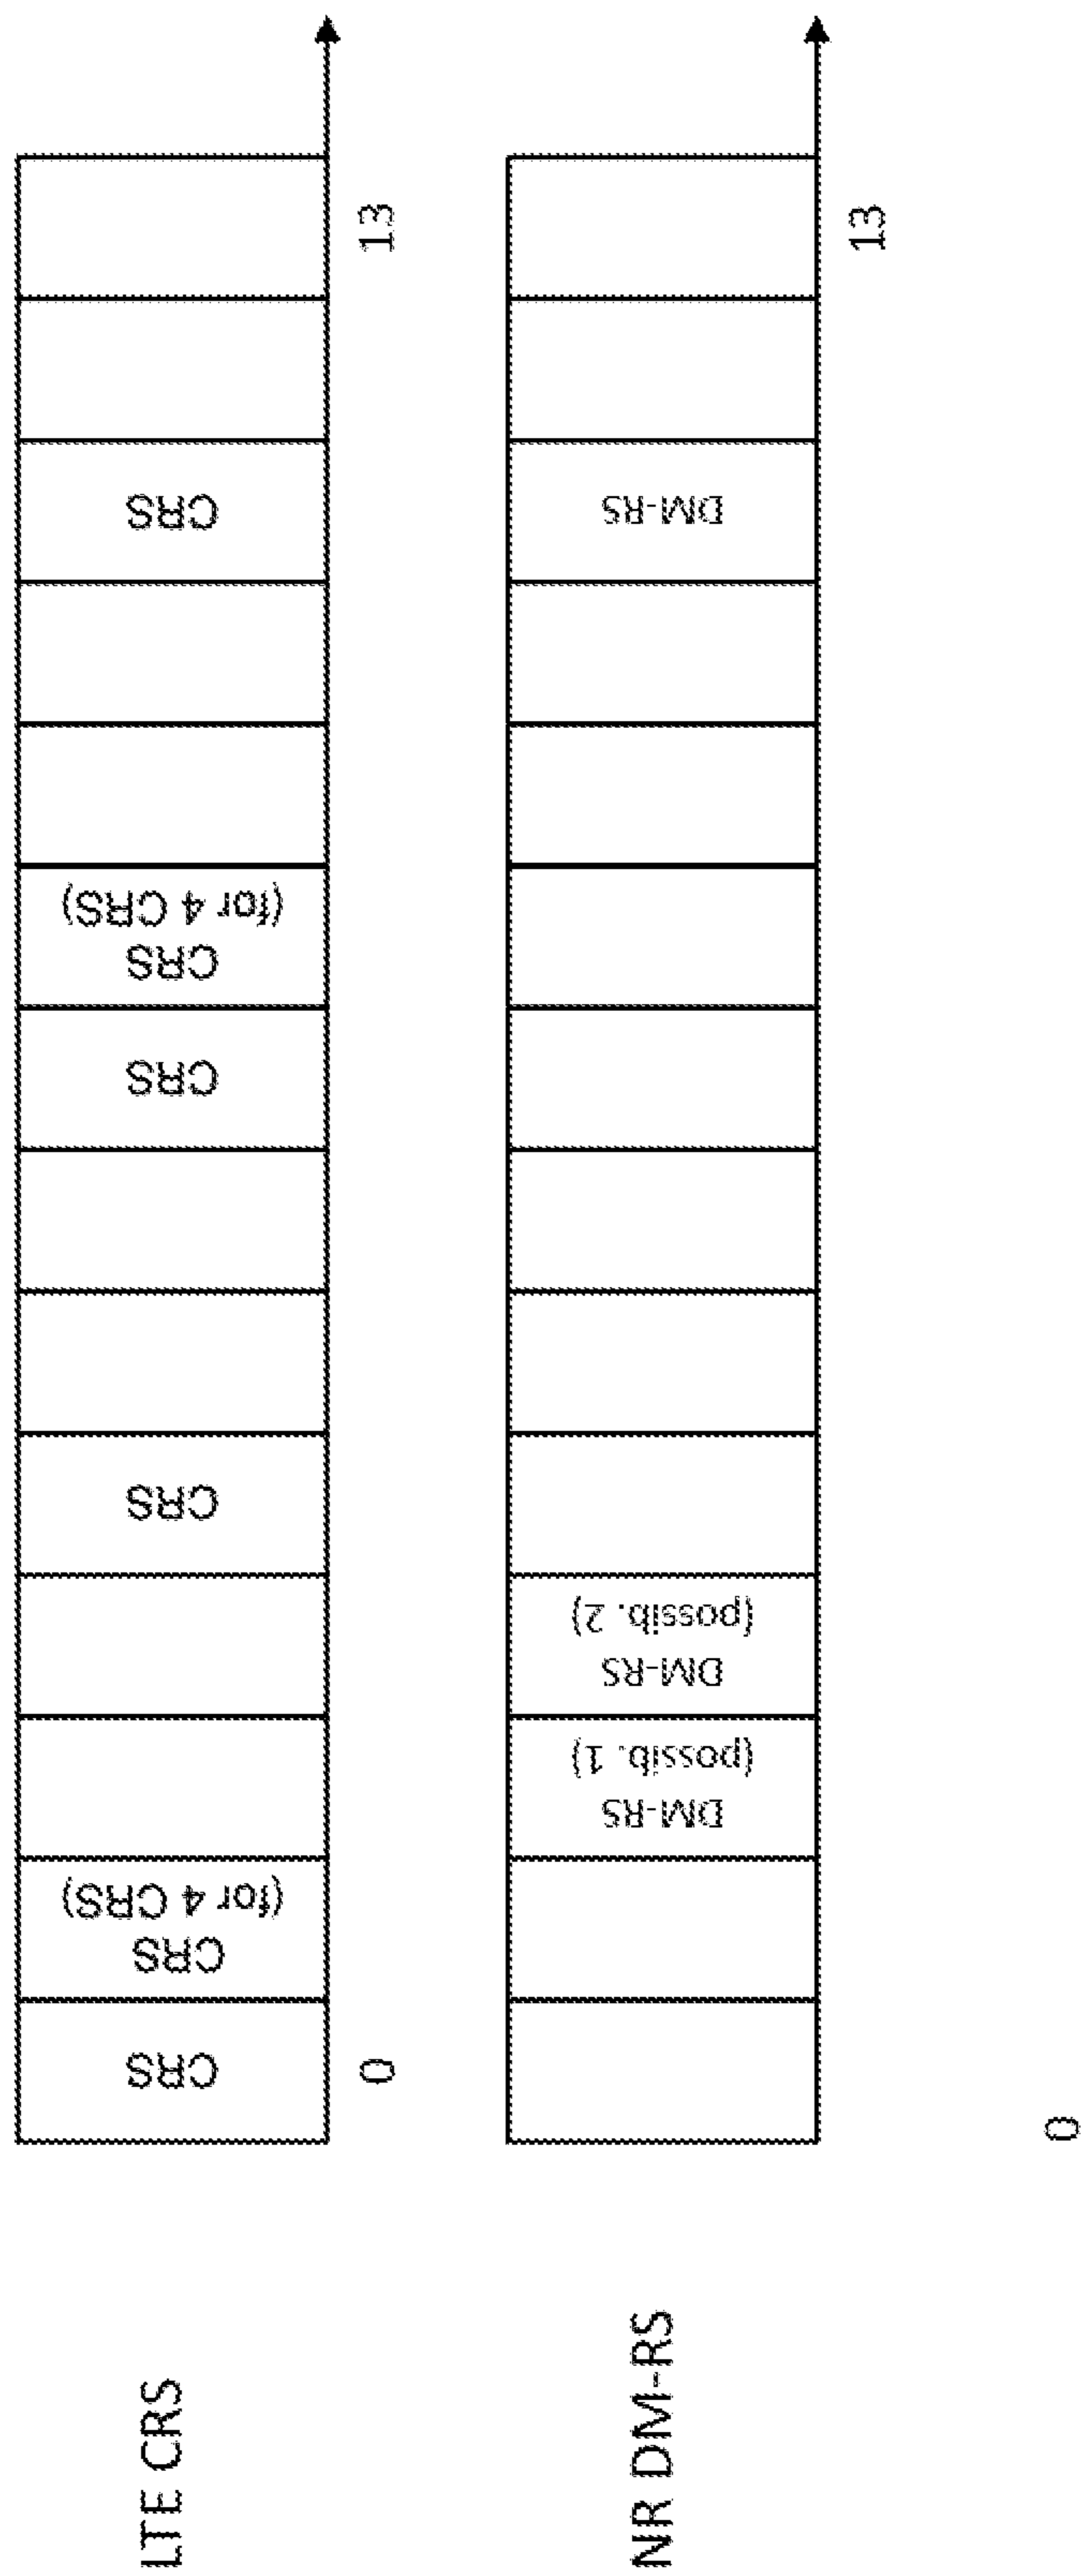 LTE CRS
CRS
CRS
(for 4 CRS)
CRS
CRS
CRS
(for 4 CRS)
CRS
0
13
NR DM-RS
DM-RS
(possib. 1)
DM-RS
(possib. 2)
DM-RS
13
0